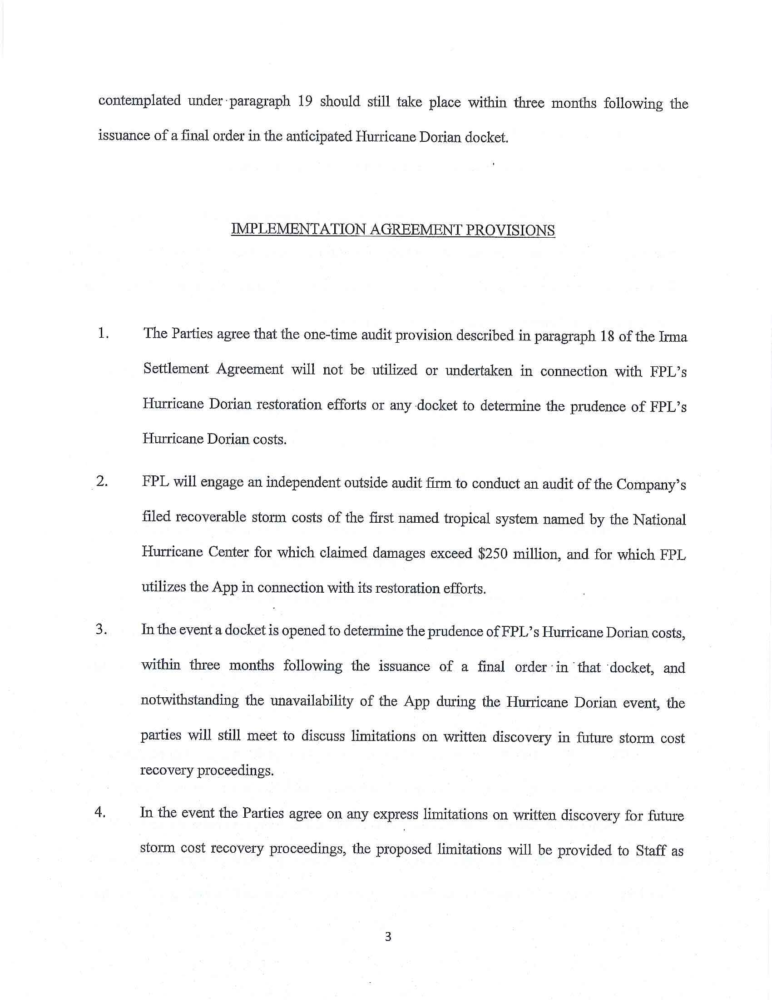 contemplated under paragraph 19 should still take place within three months following the
issuance of a final order in the anticipated Hurricane Dorian docket.
IMPLEMENTATION AGREEMENT PROVISIONS
1. The Parties agree that the one-time audit provision described in paragraph 18 of the Irma
Settlement Agreement will not be utilized or undertaken in connection with FPL's
Hurricane Dorian restoration efforts or any docket to determine the prudence of FPL's
Hurricane Dorian costs.
2. FPL will engage an independent outside audit firm to conduct an audit of the Company's
filed recoverable storm costs of the first named tropical system named by the National
Hurricane Center for which claimed damages exceed $250 million, and for which FPL
utilizes the App in connection with its restoration efforts.
3. In the event a docket is opened to determine the prudence of FPL's Hurricane Dorian costs,
within three months following the issuance of a final order in that docket, and
notwithstanding the unavailability of the App during the Hurricane Dorian event, the
parties will still meet to discuss limitations on written discovery in future storm cost
recovery proceedings.
4. In the event the Parties agree on any express limitations on written discovery for future
storm cost recovery proceedings, the proposed limitations will be provided to Staff as
3